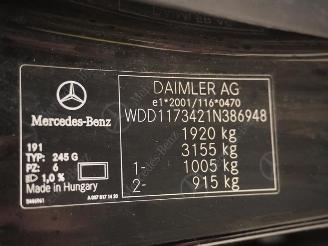 DAIMLER AG
e1*2001/116*0470
WDD1173421N386948
1920 kg
3155 kg
1- 1005 kg
2- 915 kg
Mercedes-Benz
191
TYP: 245 G
PZ: 6
1,0 %
Made in Hungary